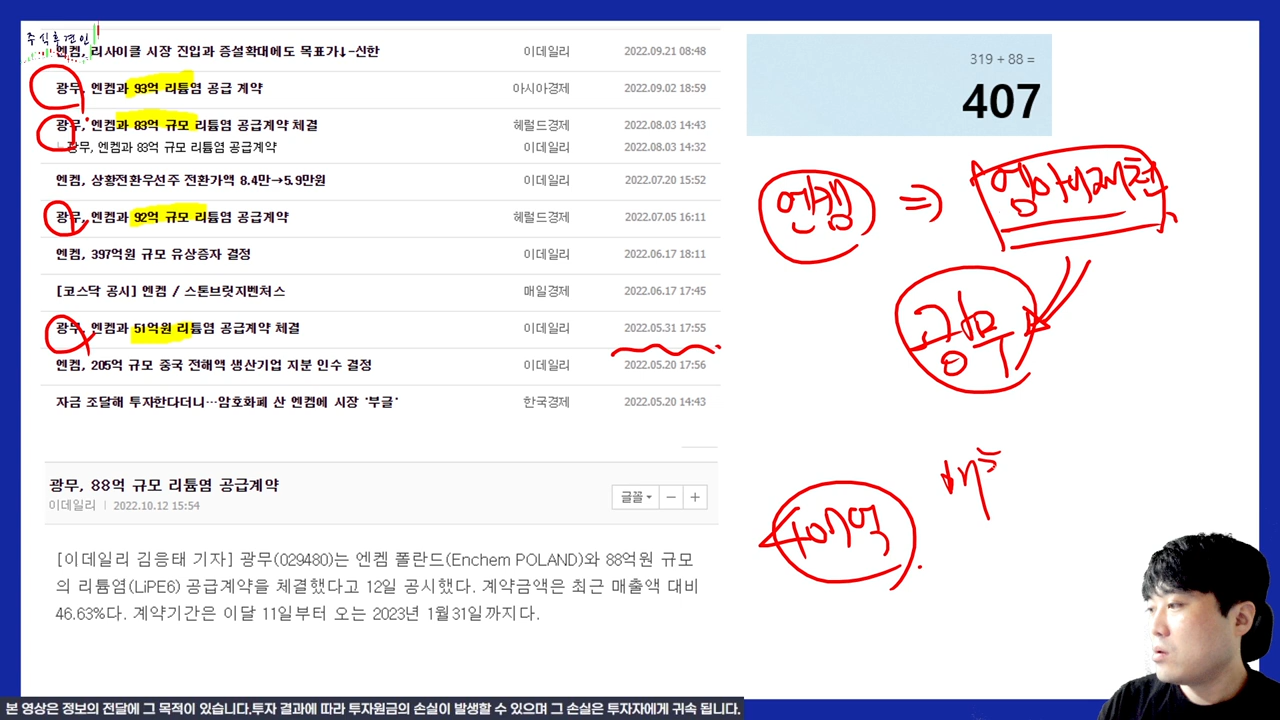 주식후견인
엔켐, 리사이클 시장 진입과 증설확대에도 목표가↓-신한 이데일리 2022.09.21 08:48
광무, 엔켐과 93억 리튬염 공급 계약 아시아경제 2022.09.02 18:59
광무, 엔켐과 83억 규모 리튬염 공급계약 체결 헤럴드경제 2022.08.03 14:43
광무, 엔켐과 83억 규모 리튬염 공급계약 이데일리 2022.08.03 14:32
엔켐, 상환전환우선주 전환가액 8.4만→5.9만원 이데일리 2022.07.20 15:52
광무, 엔켐과 92억 규모 리튬염 공급계약 헤럴드경제 2022.07.05 16:11
엔켐, 397억원 규모 유상증자 결정 이데일리 2022.06.17 18:11
[코스닥 공시] 엔켐 / 스톤브릿지벤처스 매일경제 2022.06.17 17:45
광무, 엔켐과 51억원 리튬염 공급계약 체결 이데일리 2022.05.31 17:55
엔켐, 205억 규모 중국 전해액 생산기업 지분 인수 결정 이데일리 2022.05.20 17:56
자금 조달해 투자한다더니…암호화폐 산 엔켐에 시장 '부글' 한국경제 2022.05.20 14:43
광무, 88억 규모 리튬염 공급계약
이데일리 | 2022.10.12 15:54
글꼴 - +
[이데일리 김응태 기자] 광무(029480)는 엔켐 폴란드(Enchem POLAND)와 88억원 규모
의 리튬염(LiPE6) 공급계약을 체결했다고 12일 공시했다. 계약금액은 최근 매출액 대비
46.63%다. 계약기간은 이달 11일부터 오는 2023년 1월 31일까지다.
319 + 88 =
407
엔켐 ⇒
광무
본 영상은 정보의 전달에 그 목적이 있습니다.투자 결과에 따라 투자원금의 손실이 발생할 수 있으며 그 손실은 투자자에게 귀속 됩니다.